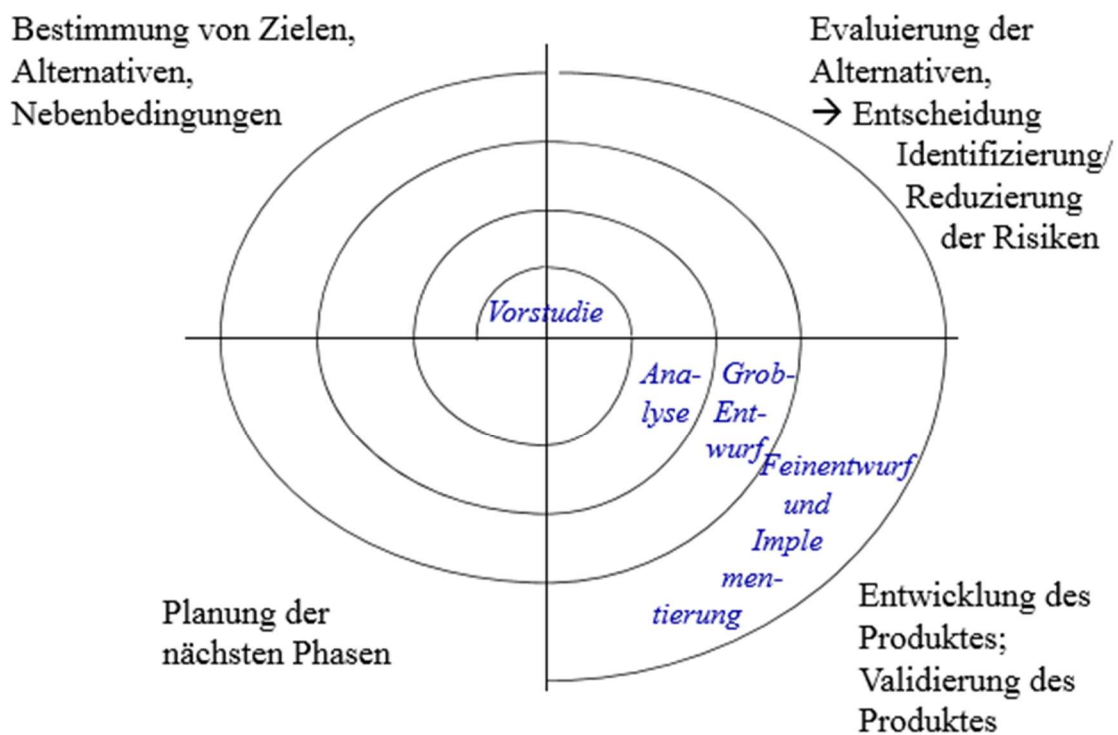 Bestimmung von Zielen,
Alternativen,
Nebenbedingungen
Evaluierung der
Alternativen,
→ Entscheidung
Identifizierung/
Reduzierung
der Risiken
Vorstudie
Ana-
lyse
Grob-
Ent-
wurf
Feinentwurf
und
Imple
men-
tierung
Planung der
nächsten Phasen
Entwicklung des
Produktes;
Validierung des
Produktes